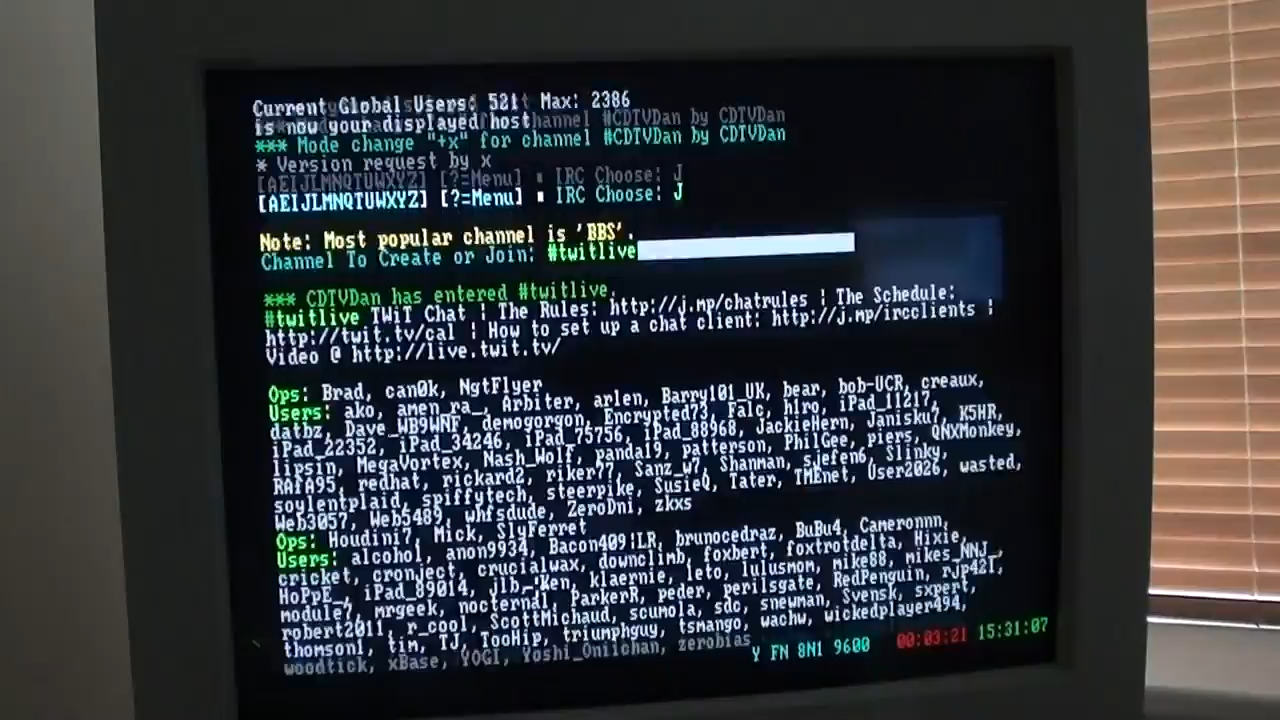 Current Global Users: 521 Max: 2386
is now your displayed host
hannel #CDTVDan by CDTVDan
*** Mode change "+x" for channel #CDTVDan by CDTVDan
* Version request by x
[AEIJLMNQTUWXYZ] [?=Menu] ▪ IRC Choose: J
[AEIJLMNQTUWXYZ] [?=Menu] ▪ IRC Choose: J
Note: Most popular channel is 'BBS'.
Channel To Create or Join: #twitlive
*** CDTVDan has entered #twitlive.
#twitlive TWiT Chat | The Rules: http://j.mp/chatrules | The Schedule:
http://twit.tv/cal | How to set up a chat client: http://j.mp/ircclients |
Video @ http://live.twit.tv/
Ops: Brad, can0k, NgtFlyer
Users: ako, amen_ra_, Arbiter, arlen, Barry101_UK, bear, bob-UCR, creaux,
datbz, Dave_WB9WNF, demogorgon, Encrypted73, Falc, hiro, iPad_11217,
iPad_22352, iPad_34246, iPad_75756, iPad_88968, JackieHern, Janisku7, K5HR,
lipsin, MegaVortex, Nash_Wolf, panda19, patterson, PhilGee, piers, QNXMonkey,
RAfA95, redhat, rickard2, riker77, Sanz_w7, Shanman, sjefen6, Slinky,
soylentplaid, spiffytech, steerpike, SusieQ, Tater, TMEnet, User2026, wasted,
Web3057, Web5489, whfsdude, ZeroDni, zkxs
Ops: Houdini7, Mick, SlyFerret
Users: alcohol, anon9934, Bacon409|LR, brunocedraz, BuBu4, Cameronnn,
cricket, cronject, crucialwax, downclimb, foxbert, foxtrotdelta, Hixie,
HoPpE_, iPad_89014, jlb, Ken, klaernie, leto, lulusmom, mike88, mikes_NNJ_,
module7, mrgeek, nocternal, ParkerR, peder, perilsgate, RedPenguin, rjp421,
robert2011, r_cool, ScottMichaud, scumola, sdc, snewman, Svensk, sxpert,
thomsonl, tim, TJ, TooHip, triumphguy, tsmango, wachw, wickedplayer494,
woodtick, xBase, YOGI, Yoshi_Oniichan, zerobias
Y FN 8N1 9600 00:03:21 15:31:07